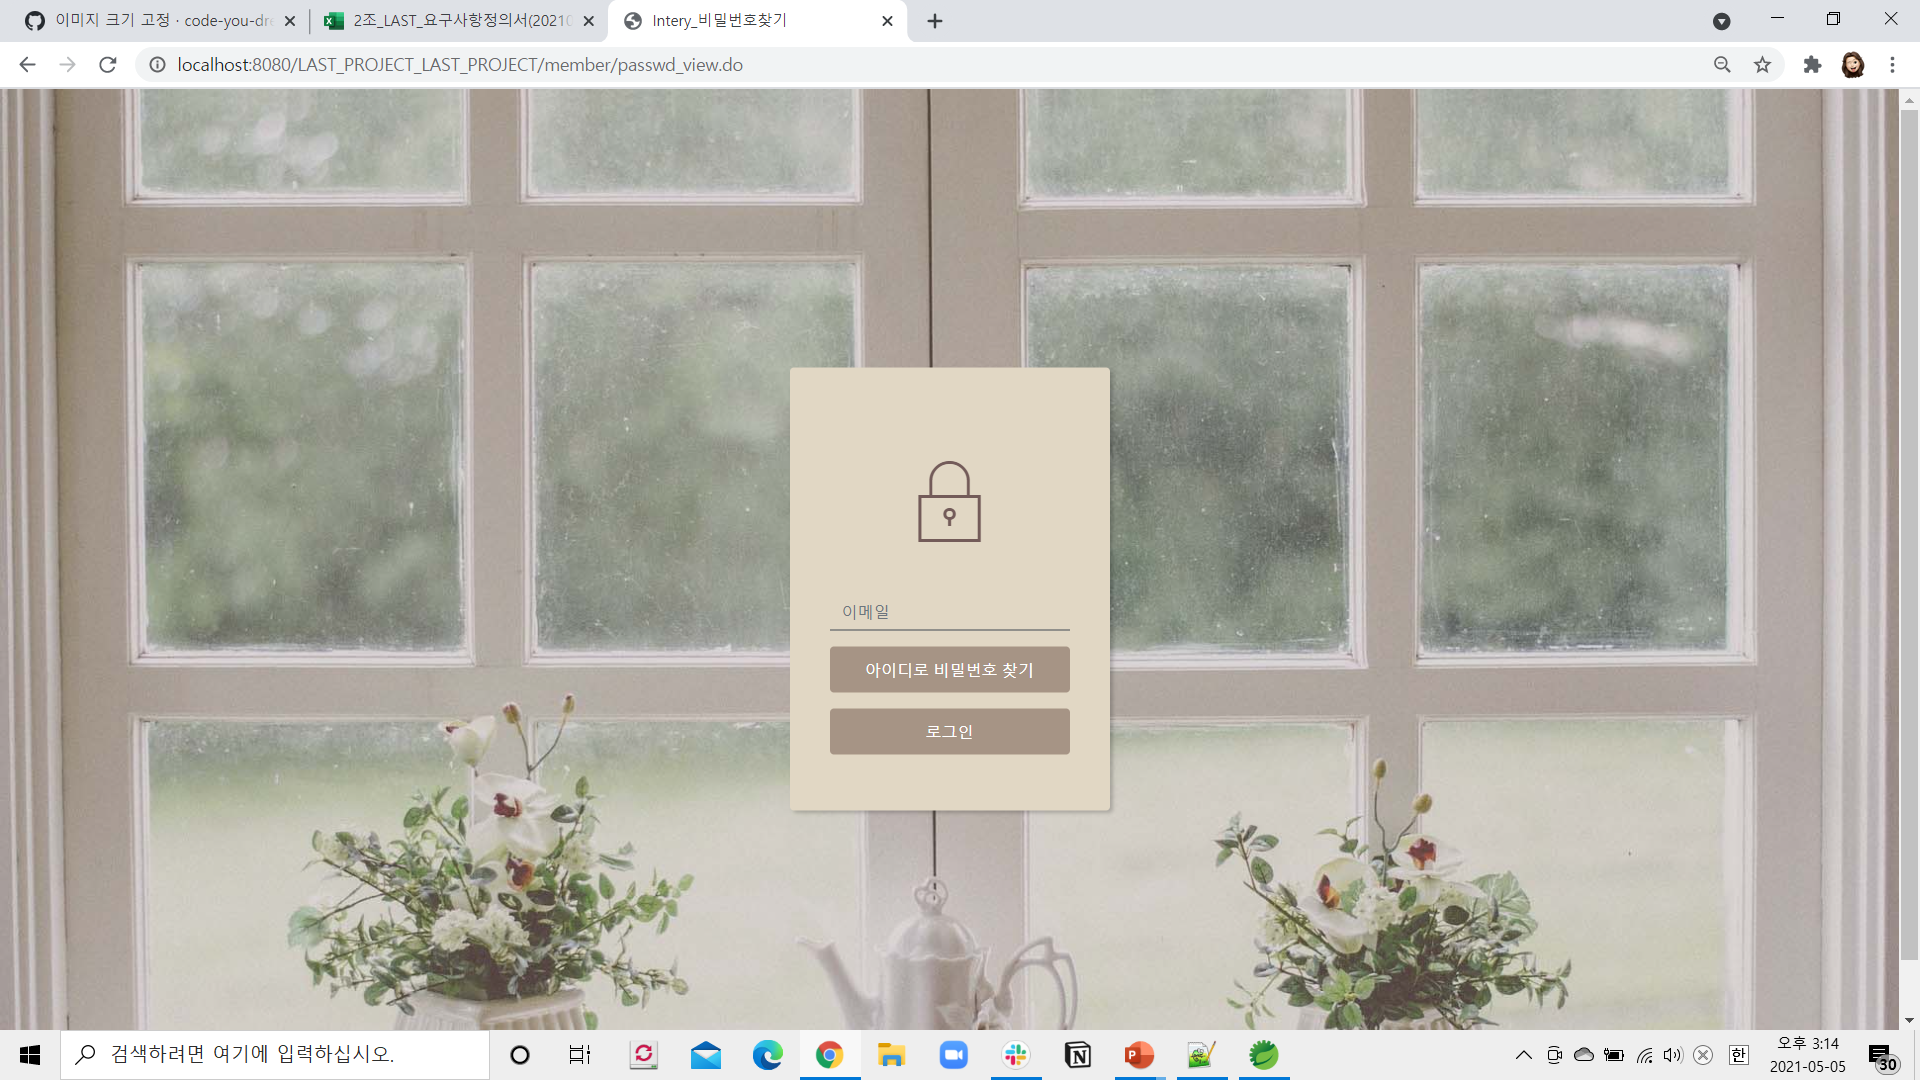 이미지 크기 고정 · code-you-dre
2조_LAST_요구사항정의서(20210
Intery_비밀번호찾기
localhost:8080/LAST_PROJECT_LAST_PROJECT/member/passwd_view.do
이메일
아이디로 비밀번호 찾기
로그인
검색하려면 여기에 입력하십시오.
한
오후 3:14
2021-05-05
30